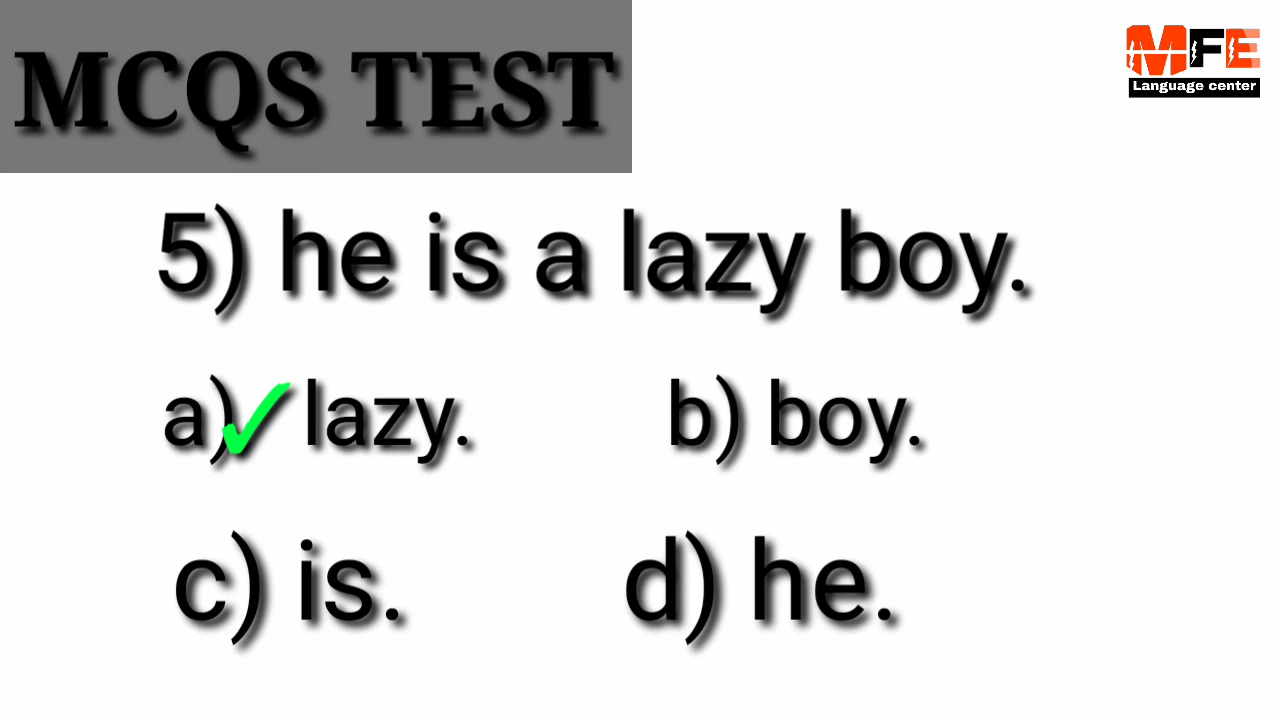 MCQS TEST
MFE
Language center
5) he is a lazy boy.
a)✓ lazy. b) boy.
c) is. d) he.